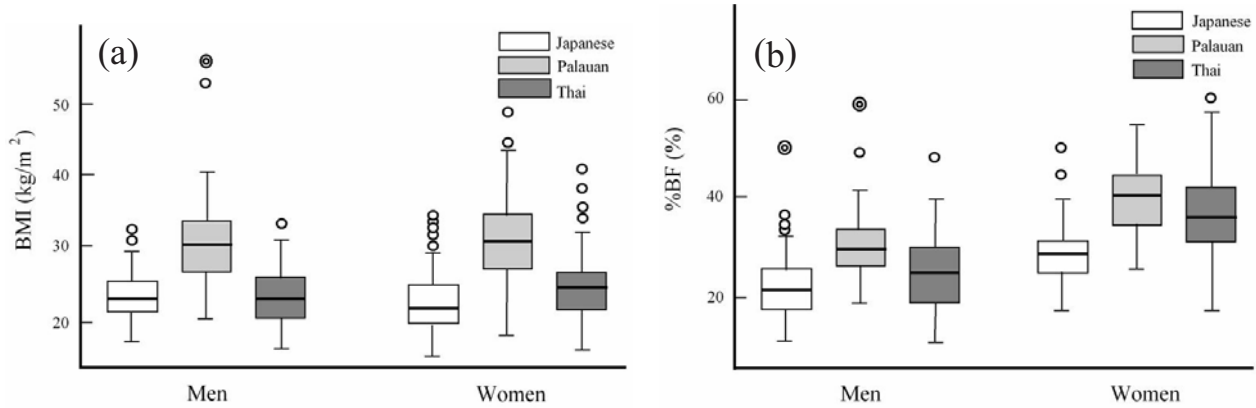 (a)
Japanese
Palauan
Thai
BMI (kg/m²)
50
40
30
20
Men
Women
(b)
Japanese
Palauan
Thai
%BF (%)
60
40
20
Men
Women